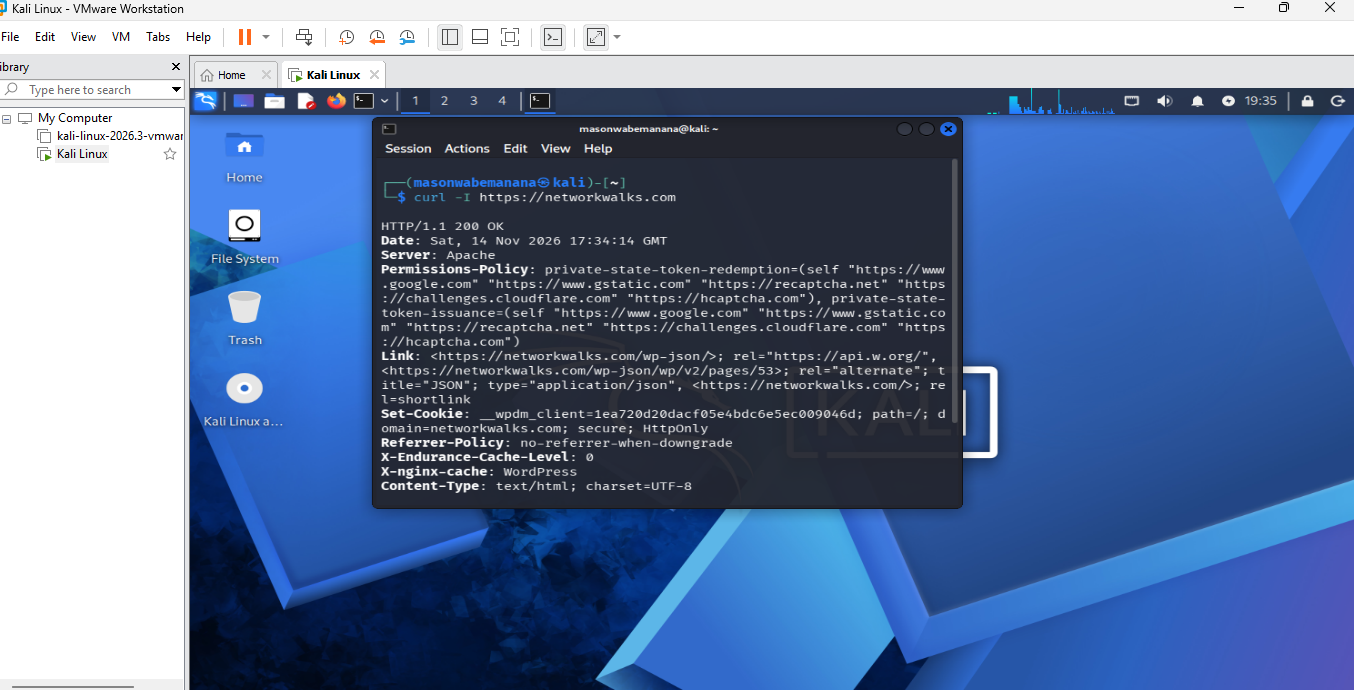 Kali Linux - VMware Workstation
File Edit View VM Tabs Help
ibrary
Type here to search
My Computer
kali-linux-2026.3-vmwar
Kali Linux
Home
Kali Linux
1 2 3 4
19:35
Home
File System
Trash
Kali Linux a...
masonwabemanana@kali: ~
Session Actions Edit View Help
┌──(masonwabemanana㉿kali)-[~]
└─$ curl -I https://networkwalks.com
HTTP/1.1 200 OK
Date: Sat, 14 Nov 2026 17:34:14 GMT
Server: Apache
Permissions-Policy: private-state-token-redemption=(self "https://www
.google.com" "https://www.gstatic.com" "https://recaptcha.net" "https
://challenges.cloudflare.com" "https://hcaptcha.com"), private-state-
token-issuance=(self "https://www.google.com" "https://www.gstatic.co
m" "https://recaptcha.net" "https://challenges.cloudflare.com" "https
://hcaptcha.com")
Link: <https://networkwalks.com/wp-json/>; rel="https://api.w.org/",
<https://networkwalks.com/wp-json/wp/v2/pages/53>; rel="alternate"; t
itle="JSON"; type="application/json", <https://networkwalks.com/>; re
l=shortlink
Set-Cookie: __wpdm_client=1ea720d20dacf05e4bdc6e5ec009046d; path=/; d
omain=networkwalks.com; secure; HttpOnly
Referrer-Policy: no-referrer-when-downgrade
X-Endurance-Cache-Level: 0
X-nginx-cache: WordPress
Content-Type: text/html; charset=UTF-8
KALI